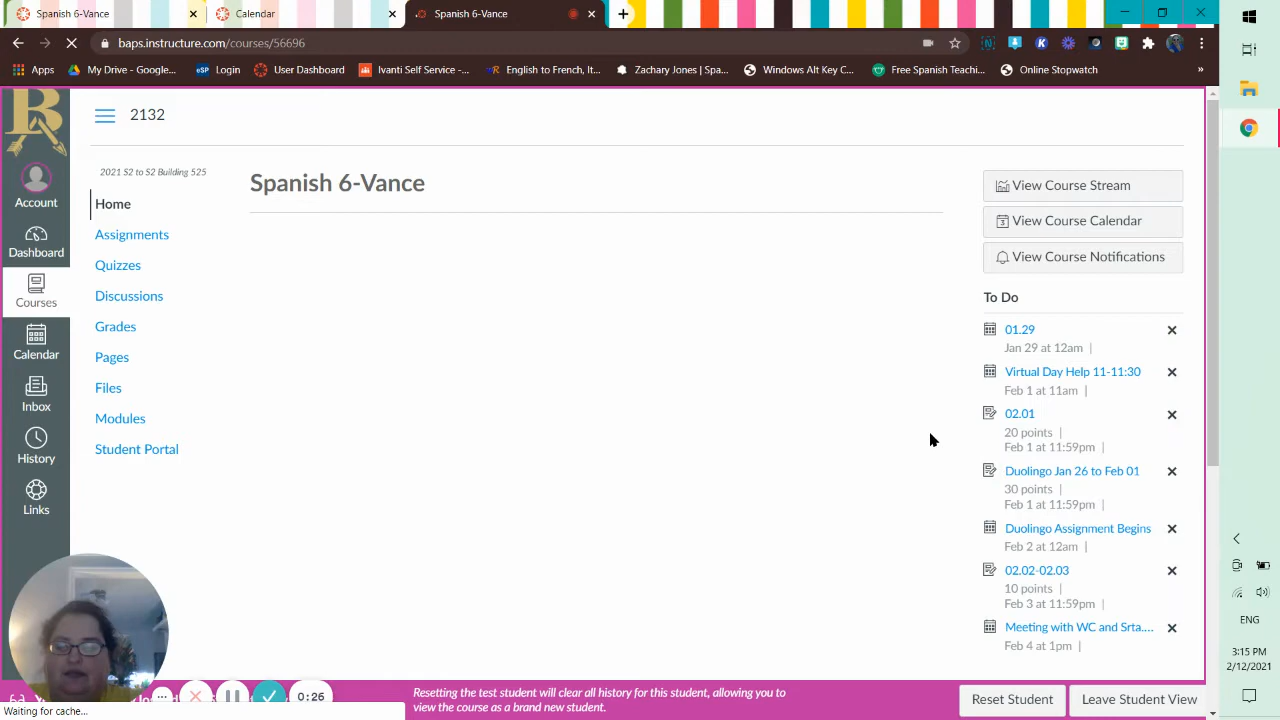 Spanish 6-Vance
Calendar
Spanish 6-Vance
baps.instructure.com/courses/56696
Apps
My Drive - Google...
eSP Login
User Dashboard
Ivanti Self Service -...
English to French, It...
Zachary Jones | Spa...
Windows Alt Key C...
Free Spanish Teachi...
Online Stopwatch
»
2132
2021 S2 to S2 Building 525
Home
Assignments
Quizzes
Discussions
Grades
Pages
Files
Modules
Student Portal
Account
Dashboard
Courses
Calendar
Inbox
History
Links
Spanish 6-Vance
View Course Stream
View Course Calendar
View Course Notifications
To Do
01.29
Jan 29 at 12am |
Virtual Day Help 11-11:30
Feb 1 at 11am |
02.01
20 points |
Feb 1 at 11:59pm |
Duolingo Jan 26 to Feb 01
30 points |
Feb 1 at 11:59pm |
Duolingo Assignment Begins
Feb 2 at 12am |
02.02-02.03
10 points |
Feb 3 at 11:59pm |
Meeting with WC and Srta....
Feb 4 at 1pm |
0:26
Resetting the test student will clear all history for this student, allowing you to
view the course as a brand new student.
Reset Student
Leave Student View
Waiting for cache...
ENG
3:15 PM
2/12/2021